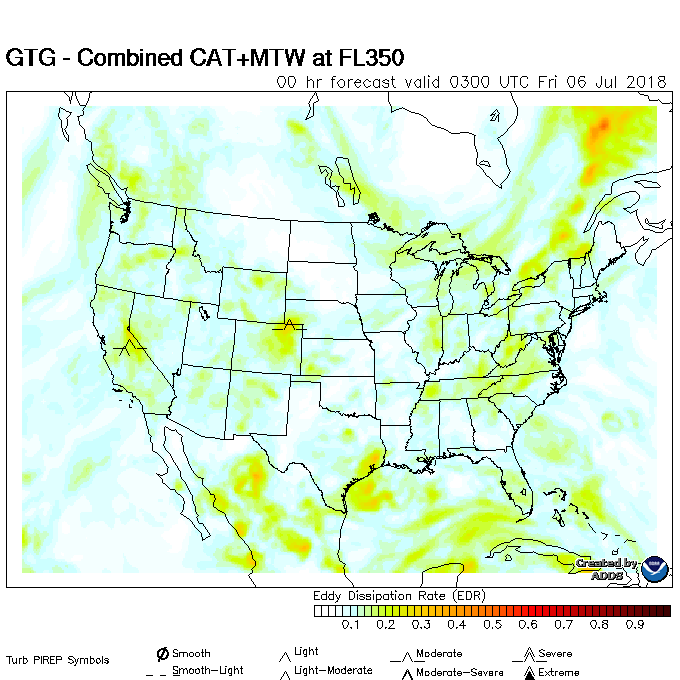 GTG - Combined CAT+MTW at FL350
00 hr forecast valid 0300 UTC Fri 06 Jul 2018
Created by
ADDS
Eddy Dissipation Rate (EDR)
0.1 0.2 0.3 0.4 0.5 0.6 0.7 0.8 0.9
Turb PIREP Symbols
Smooth
Light
Moderate
Severe
Smooth-Light
Light-Moderate
Moderate-Severe
Extreme